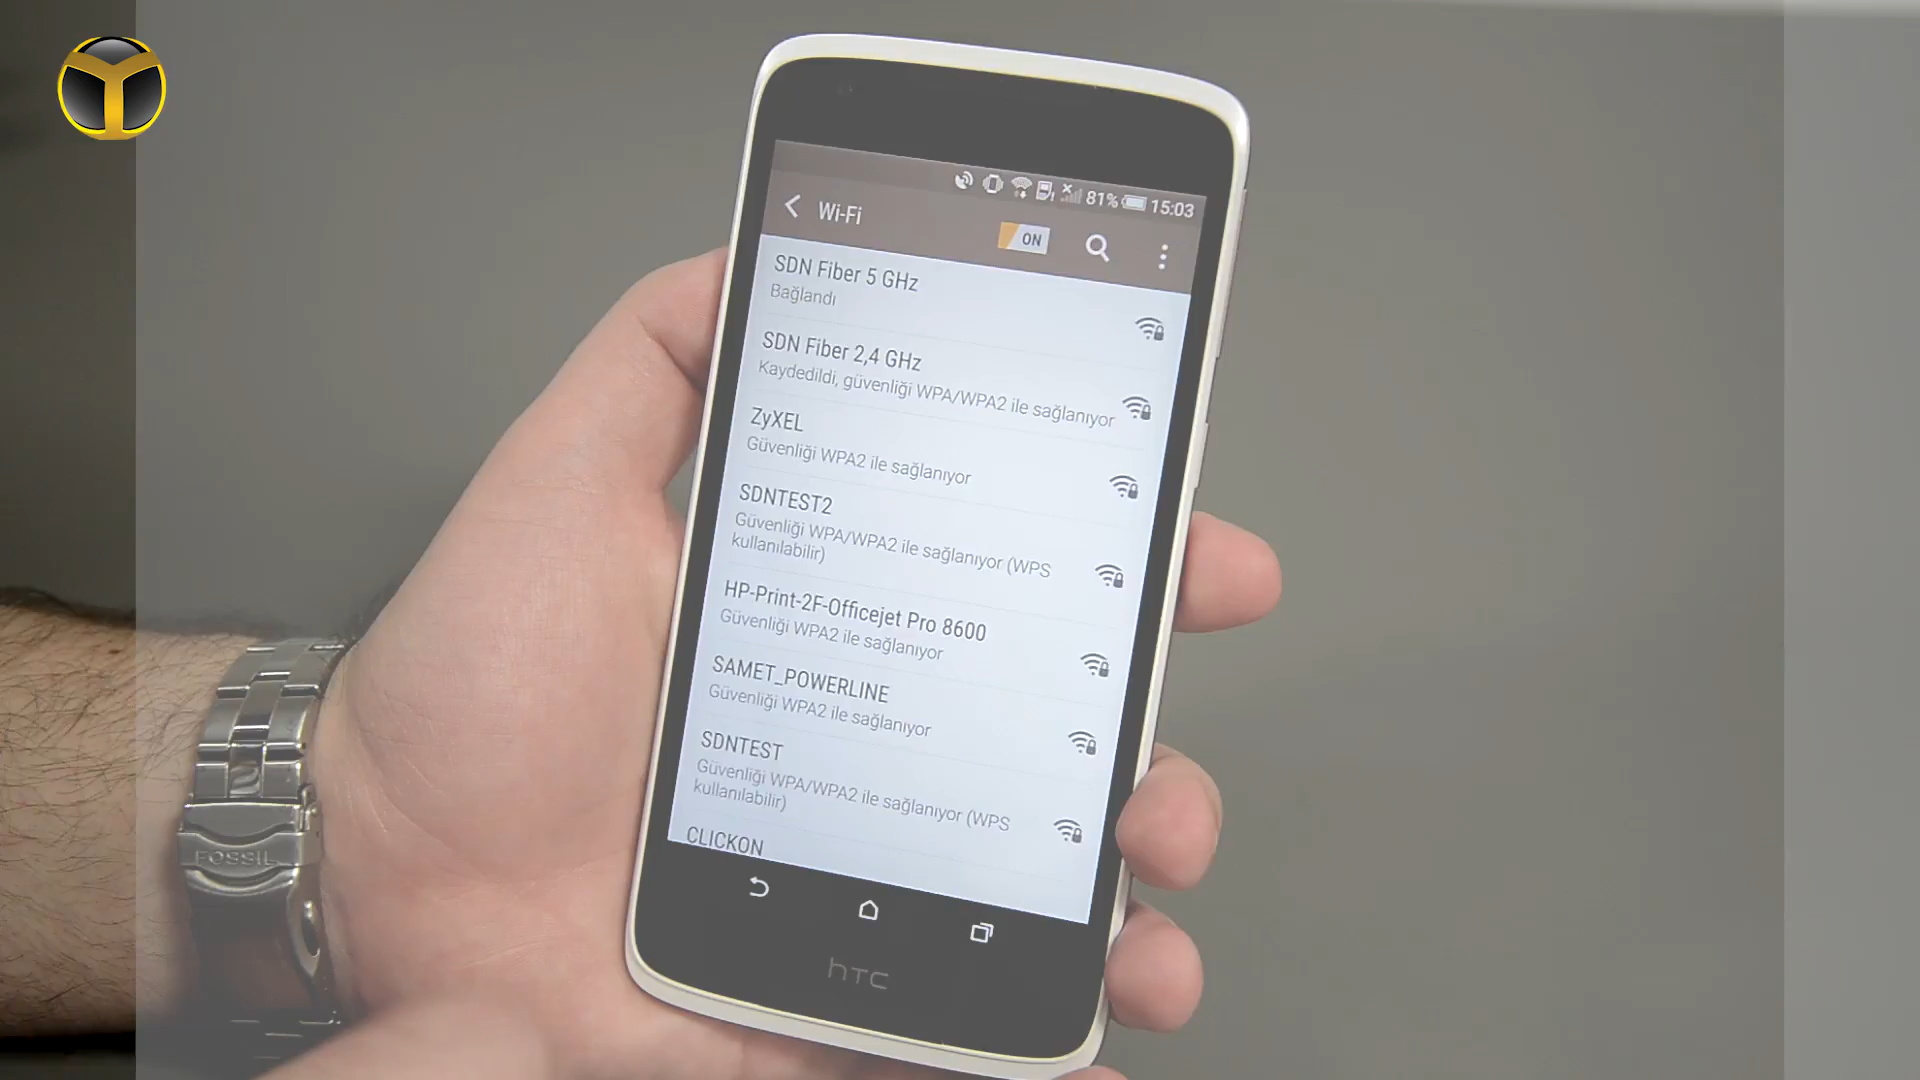 81% 15:03
Wi-Fi
ON
SDN Fiber 5 GHz
Bağlandı
SDN Fiber 2,4 GHz
Kaydedildi, güvenliği WPA/WPA2 ile sağlanıyor
ZyXEL
Güvenliği WPA2 ile sağlanıyor
SDNTEST2
Güvenliği WPA/WPA2 ile sağlanıyor (WPS
kullanılabilir)
HP-Print-2F-Officejet Pro 8600
Güvenliği WPA2 ile sağlanıyor
SAMET_POWERLINE
Güvenliği WPA2 ile sağlanıyor
SDNTEST
Güvenliği WPA/WPA2 ile sağlanıyor (WPS
kullanılabilir)
CLICKON
hTC
FOSSIL